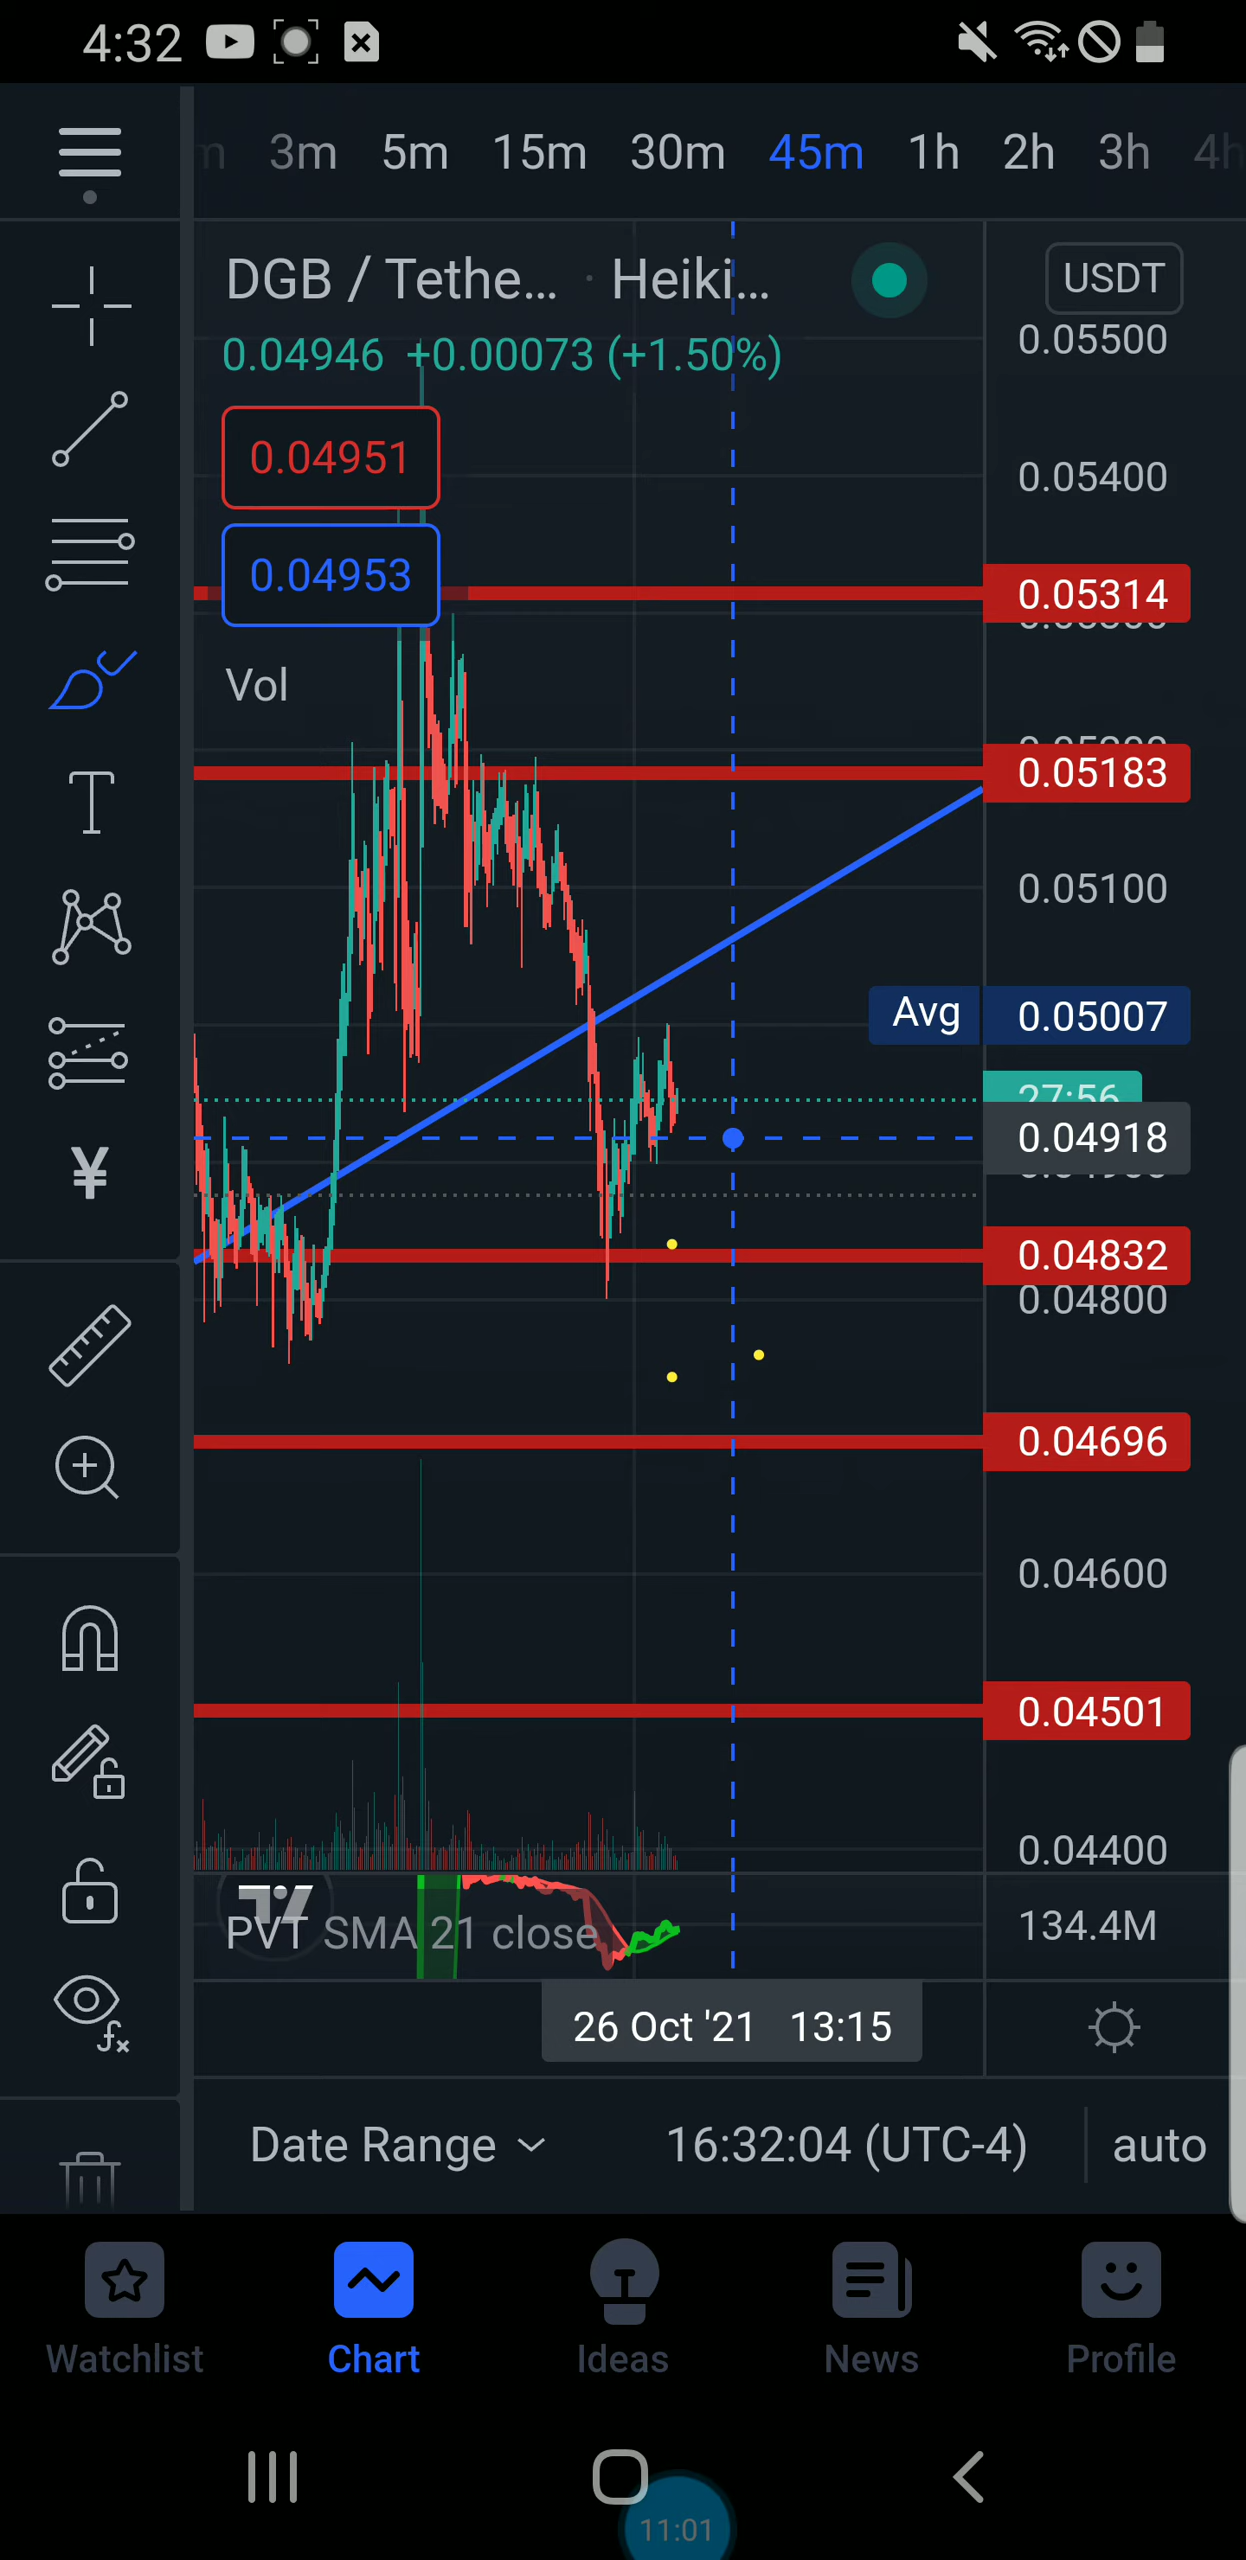 4:32
3m 5m 15m 30m 45m 1h 2h 3h 4h
DGB / Tethe... · Heiki...
USDT
0.04946 +0.00073 (+1.50%)
0.05500
0.04951
0.05400
0.04953
0.05314
Vol
0.05183
0.05100
Avg 0.05007
27:56
0.04918
0.04832
0.04800
0.04696
0.04600
0.04501
0.04400
PVT SMA 21 close
134.4M
26 Oct '21 13:15
Date Range 16:32:04 (UTC-4) auto
Watchlist Chart Ideas News Profile
11:01